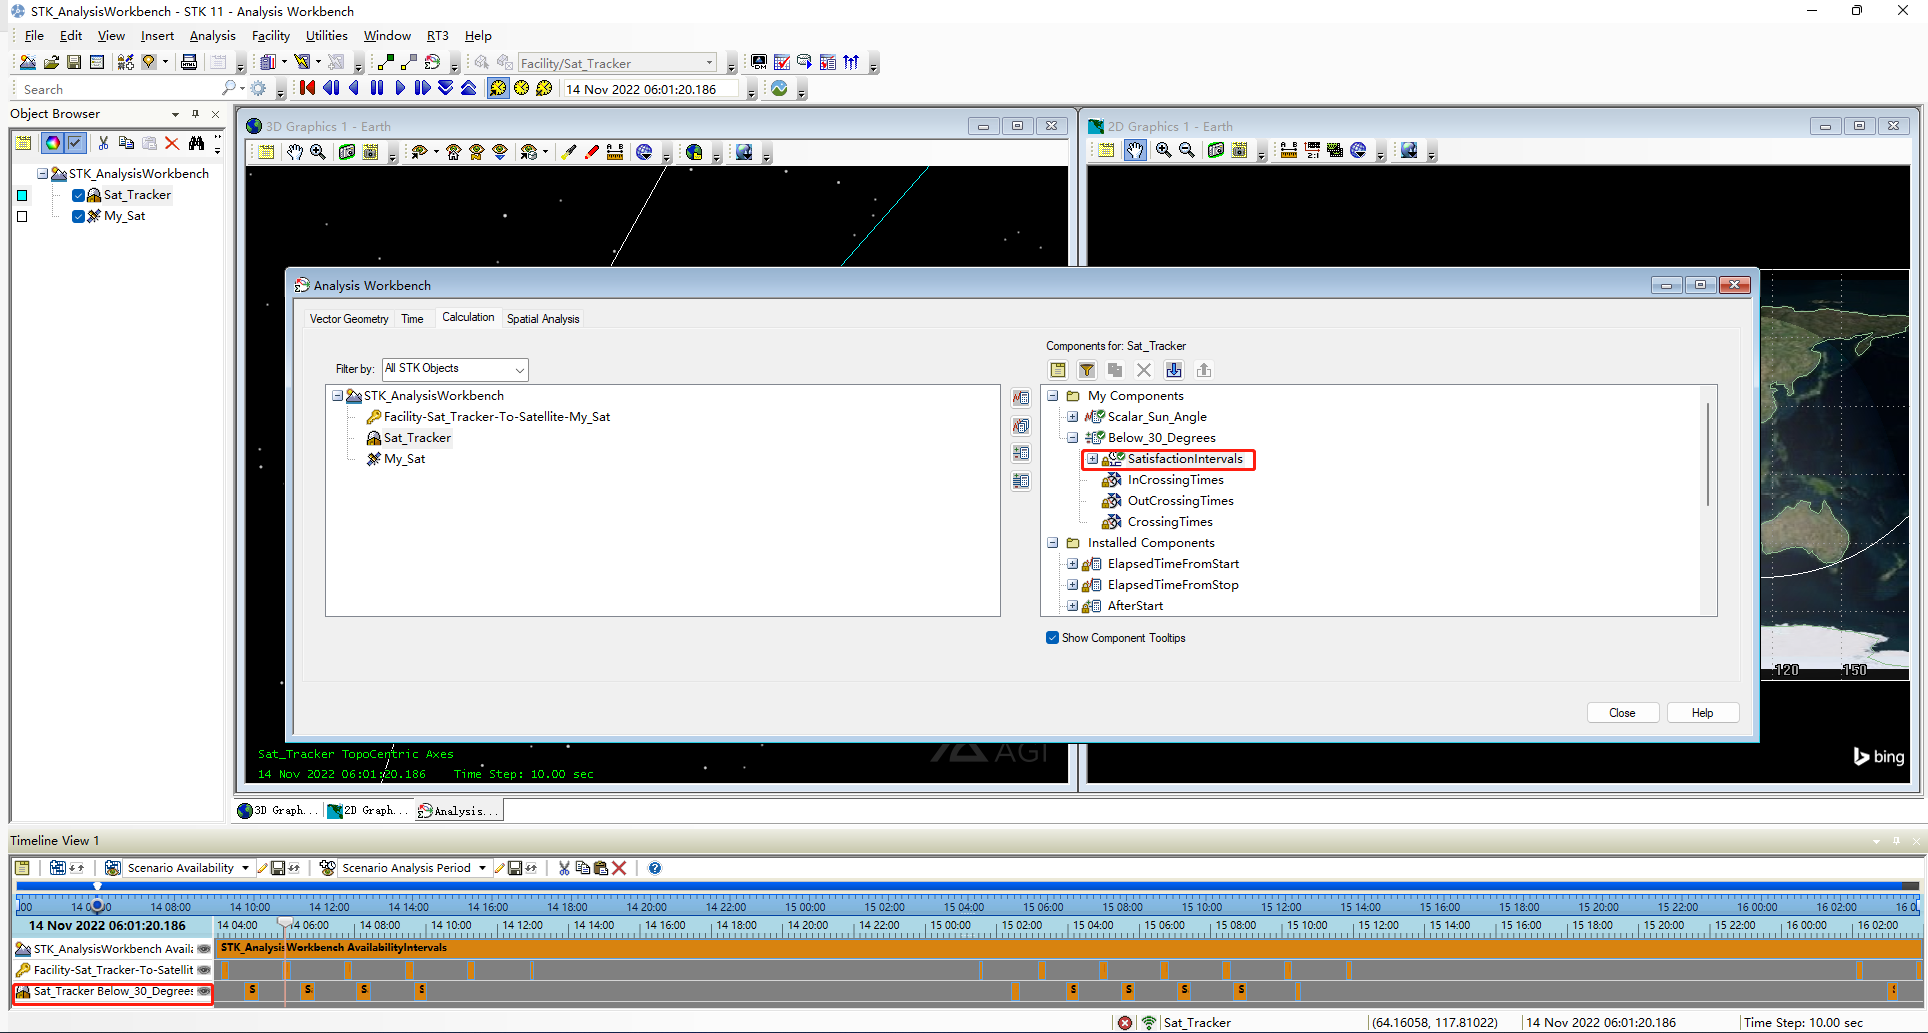 STK_AnalysisWorkbench - STK 11 - Analysis Workbench
File Edit View Insert Analysis Facility Utilities Window RT3 Help
Facility/Sat_Tracker
Search
14 Nov 2022 06:01:20.186
Object Browser
STK_AnalysisWorkbench
Sat_Tracker
My_Sat
3D Graphics 1 - Earth
2D Graphics 1 - Earth
Analysis Workbench
Vector Geometry Time Calculation Spatial Analysis
Components for: Sat_Tracker
Filter by: All STK Objects
STK_AnalysisWorkbench
Facility-Sat_Tracker-To-Satellite-My_Sat
Sat_Tracker
My_Sat
My Components
Scalar_Sun_Angle
Below_30_Degrees
SatisfactionIntervals
InCrossingTimes
OutCrossingTimes
CrossingTimes
Installed Components
ElapsedTimeFromStart
ElapsedTimeFromStop
AfterStart
Show Component Tooltips
120 150
Close Help
Sat_Tracker TopoCentric Axes
14 Nov 2022 06:01:20.186 Time Step: 10.00 sec
AGI
bing
3D Graph... 2D Graph... Analysis...
Timeline View 1
Scenario Availability Scenario Analysis Period
14 08:00 14 10:00 14 12:00 14 14:00 14 16:00 14 18:00 14 20:00 14 22:00 15 00:00 15 02:00 15 04:00 15 06:00 15 08:00 15 10:00 15 12:00 15 14:00 15 16:00 15 18:00 15 20:00 15 22:00 16 00:00 16 02:00
14 Nov 2022 06:01:20.186 14 04:00 14 06:00 14 08:00 14 10:00 14 12:00 14 14:00 14 16:00 14 18:00 14 20:00 14 22:00 15 00:00 15 02:00 15 04:00 15 06:00 15 08:00 15 10:00 15 12:00 15 14:00 15 16:00 15 18:00 15 20:00 15 22:00 16 00:00 16 02:00
STK_AnalysisWorkbench Availa STK_AnalysisWorkbench AvailabilityIntervals
Facility-Sat_Tracker-To-Satellit
Sat_Tracker Below_30_Degrees S S S S S S S S
Sat_Tracker (64.16058, 117.81022) 14 Nov 2022 06:01:20.186 Time Step: 10.00 sec